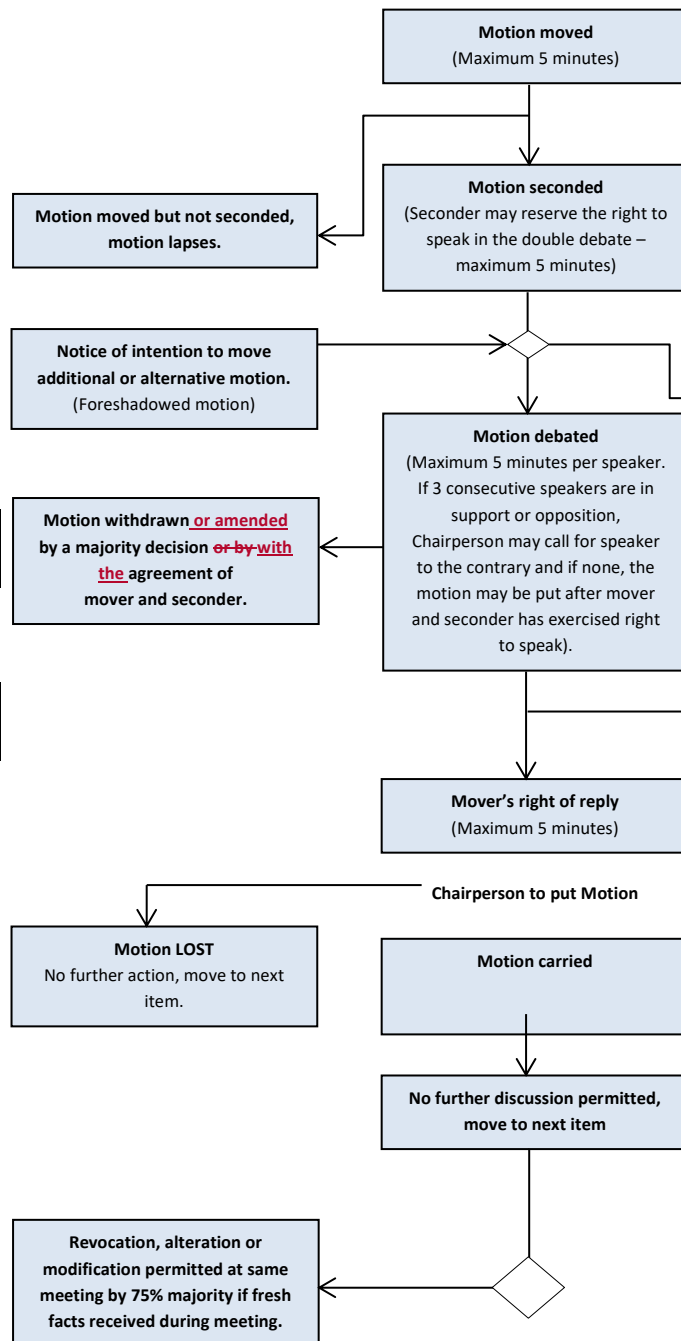 Motion moved
(Maximum 5 minutes)
Motion seconded
(Seconder may reserve the right to
speak in the double debate –
maximum 5 minutes)
Motion moved but not seconded,
motion lapses.
Notice of intention to move
additional or alternative motion.
(Foreshadowed motion)
Motion debated
(Maximum 5 minutes per speaker.
If 3 consecutive speakers are in
support or opposition,
Chairperson may call for speaker
to the contrary and if none, the
motion may be put after mover
and seconder has exercised right
to speak).
Motion withdrawn or amended
by a majority decision or by with
the agreement of
mover and seconder.
Mover’s right of reply
(Maximum 5 minutes)
Chairperson to put Motion
Motion LOST
No further action, move to next
item.
Motion carried
No further discussion permitted,
move to next item
Revocation, alteration or
modification permitted at same
meeting by 75% majority if fresh
facts received during meeting.